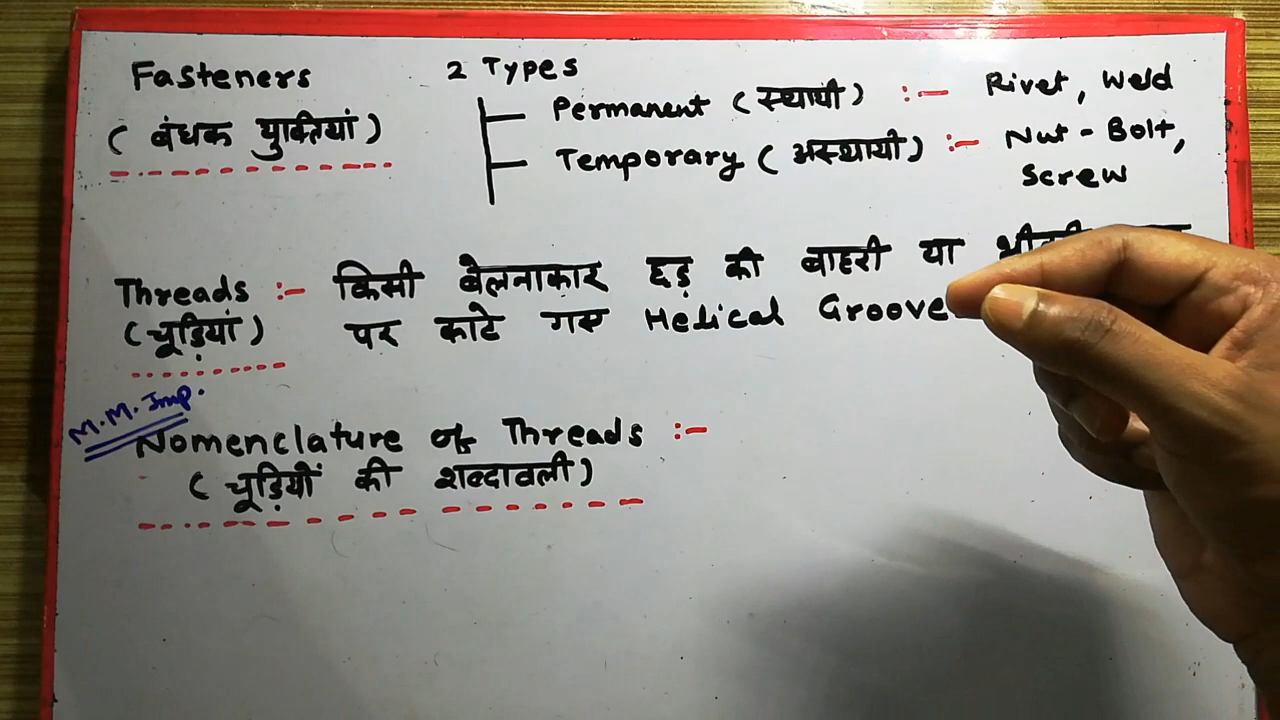 Fasteners
(बंधक युक्तियां)
2 Types
Permanent (स्थायी) :- Rivet, Weld
Temporary (अस्थायी) :- Nut-Bolt,
Screw
Threads :- किसी बेलनाकार छड़ की बाहरी या
(चूड़ियां) पर काटे गए Helical Groove
M.M. Imp.
Nomenclature of Threads :-
(चूड़ियों की शब्दावली)